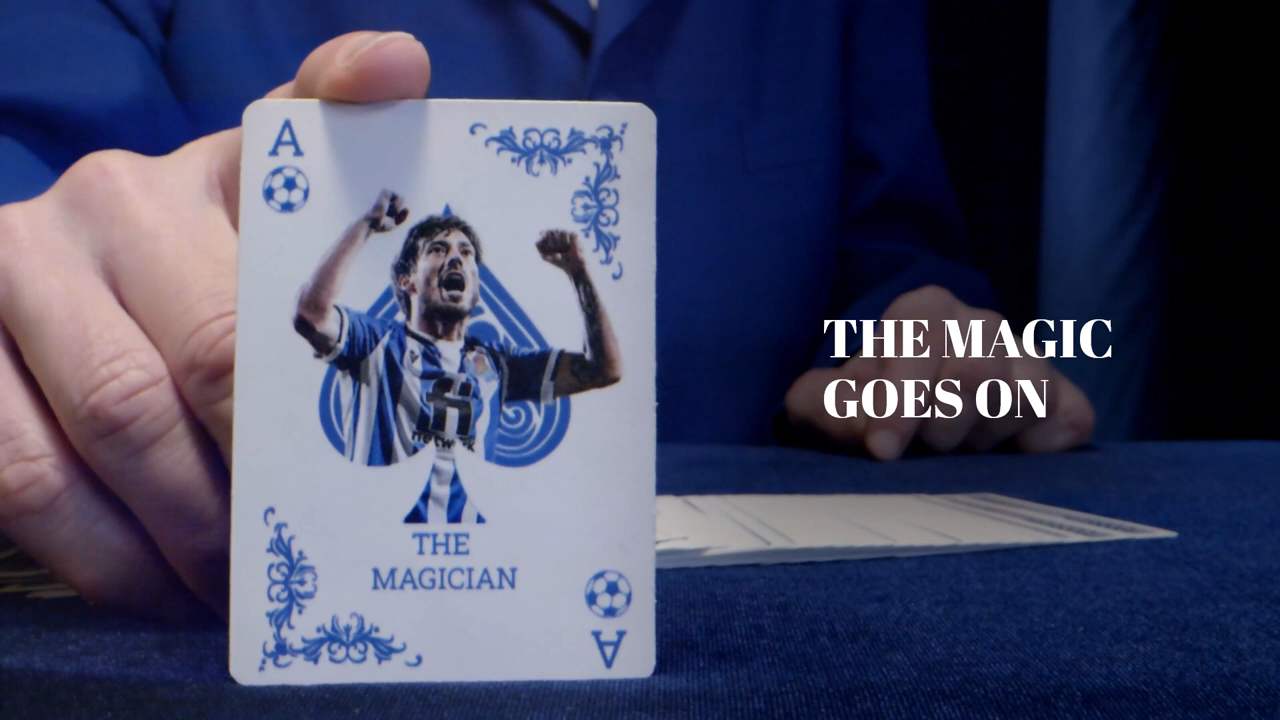 A
THE
MAGICIAN
A
THE MAGIC
GOES ON